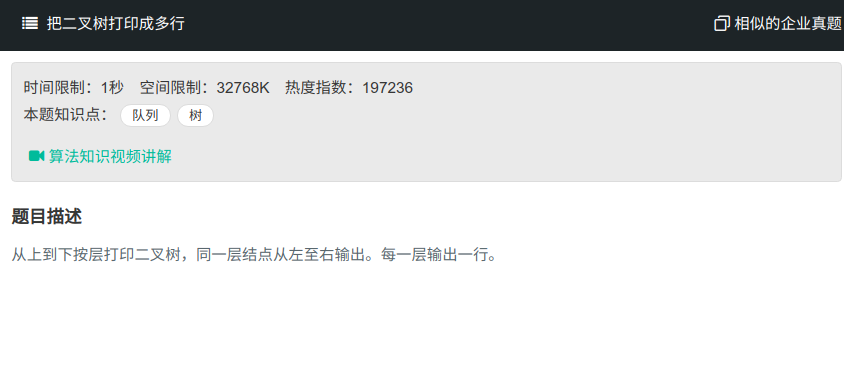 把二叉树打印成多行 相似的企业真题
时间限制：1秒 空间限制：32768K 热度指数：197236
本题知识点： 队列 树
算法知识视频讲解
题目描述
从上到下按层打印二叉树，同一层结点从左至右输出。每一层输出一行。